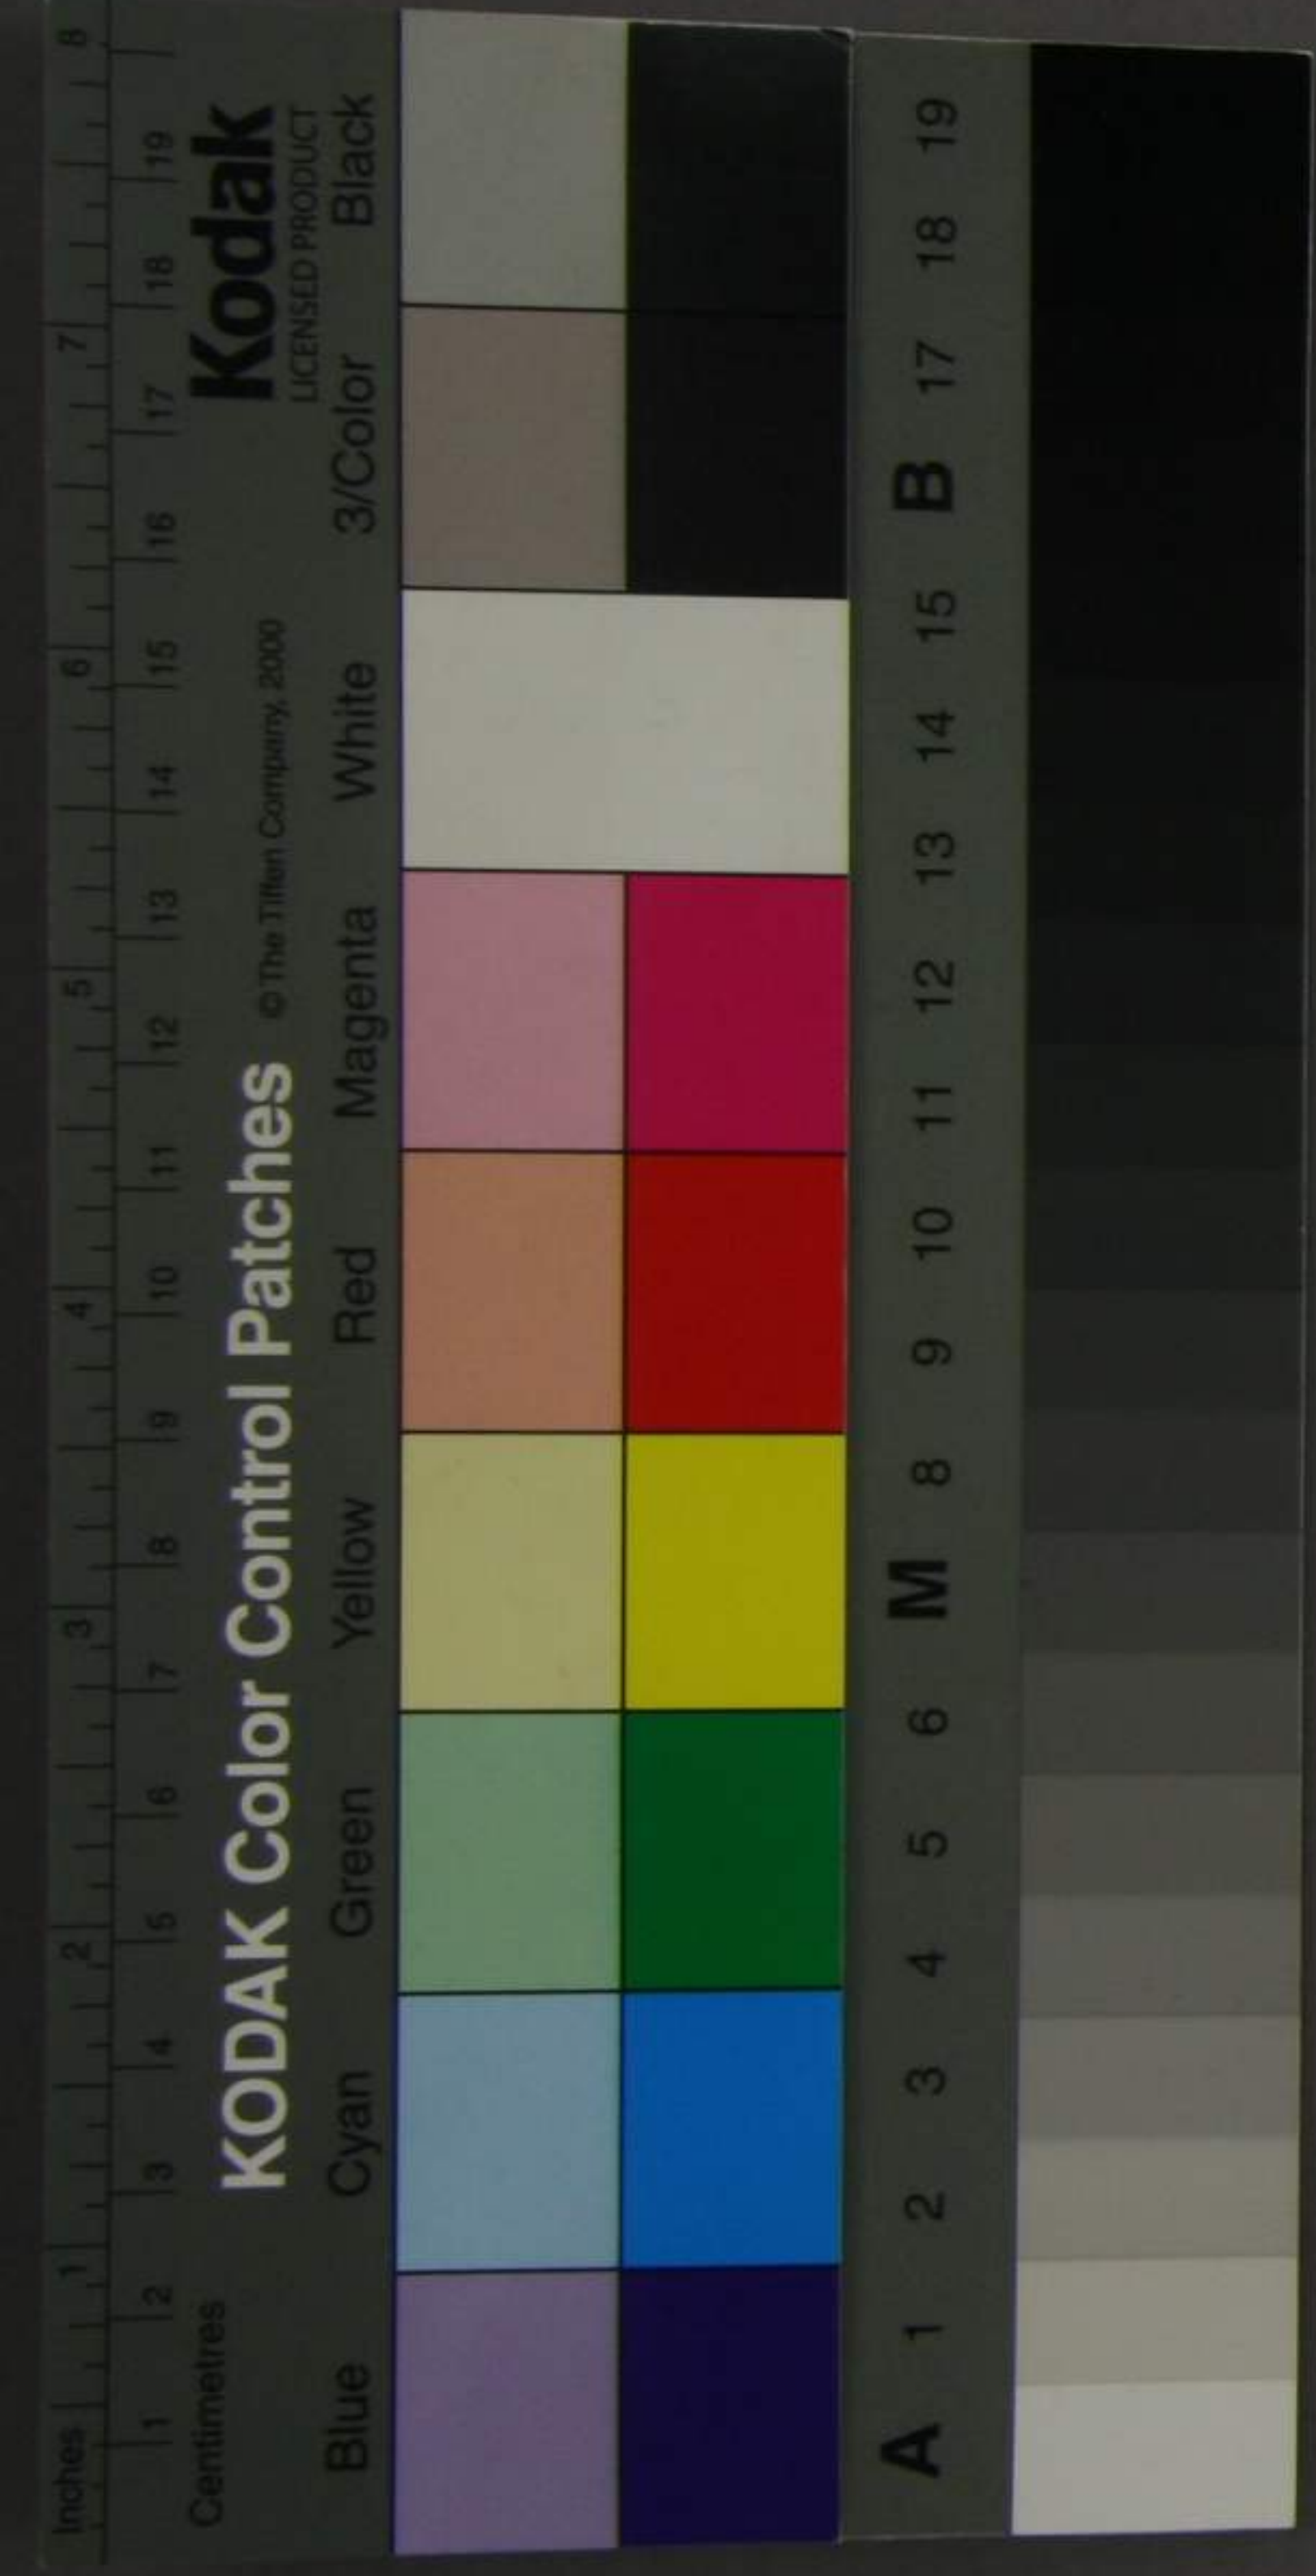 Inches 1 2 3 4 5 6 7 8
1 2 3 4 5 6 7 8 9 10 11 12 13 14 15 16 17 18 19
Centimetres
KODAK Color Control Patches © The Tiffen Company, 2000
Kodak
LICENSED PRODUCT
Blue Cyan Green Yellow Red Magenta White 3/Color Black
A 1 2 3 4 5 6 M 8 9 10 11 12 13 14 15 B 17 18 19